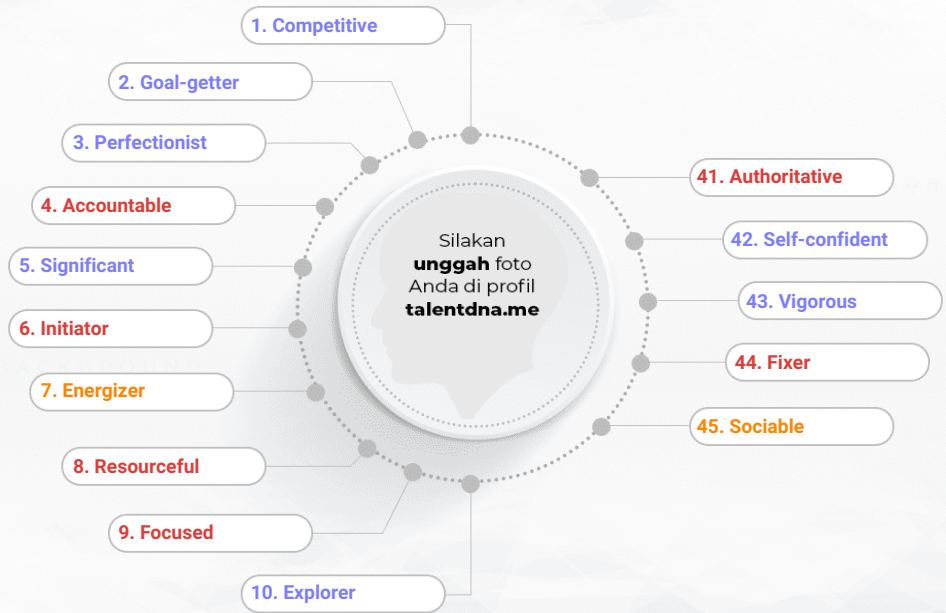 1. Competitive
2. Goal-getter
3. Perfectionist
4. Accountable
5. Significant
6. Initiator
7. Energizer
8. Resourceful
9. Focused
10. Explorer
Silakan
unggah foto
Anda di profil
talentdna.me
41. Authoritative
42. Self-confident
43. Vigorous
44. Fixer
45. Sociable